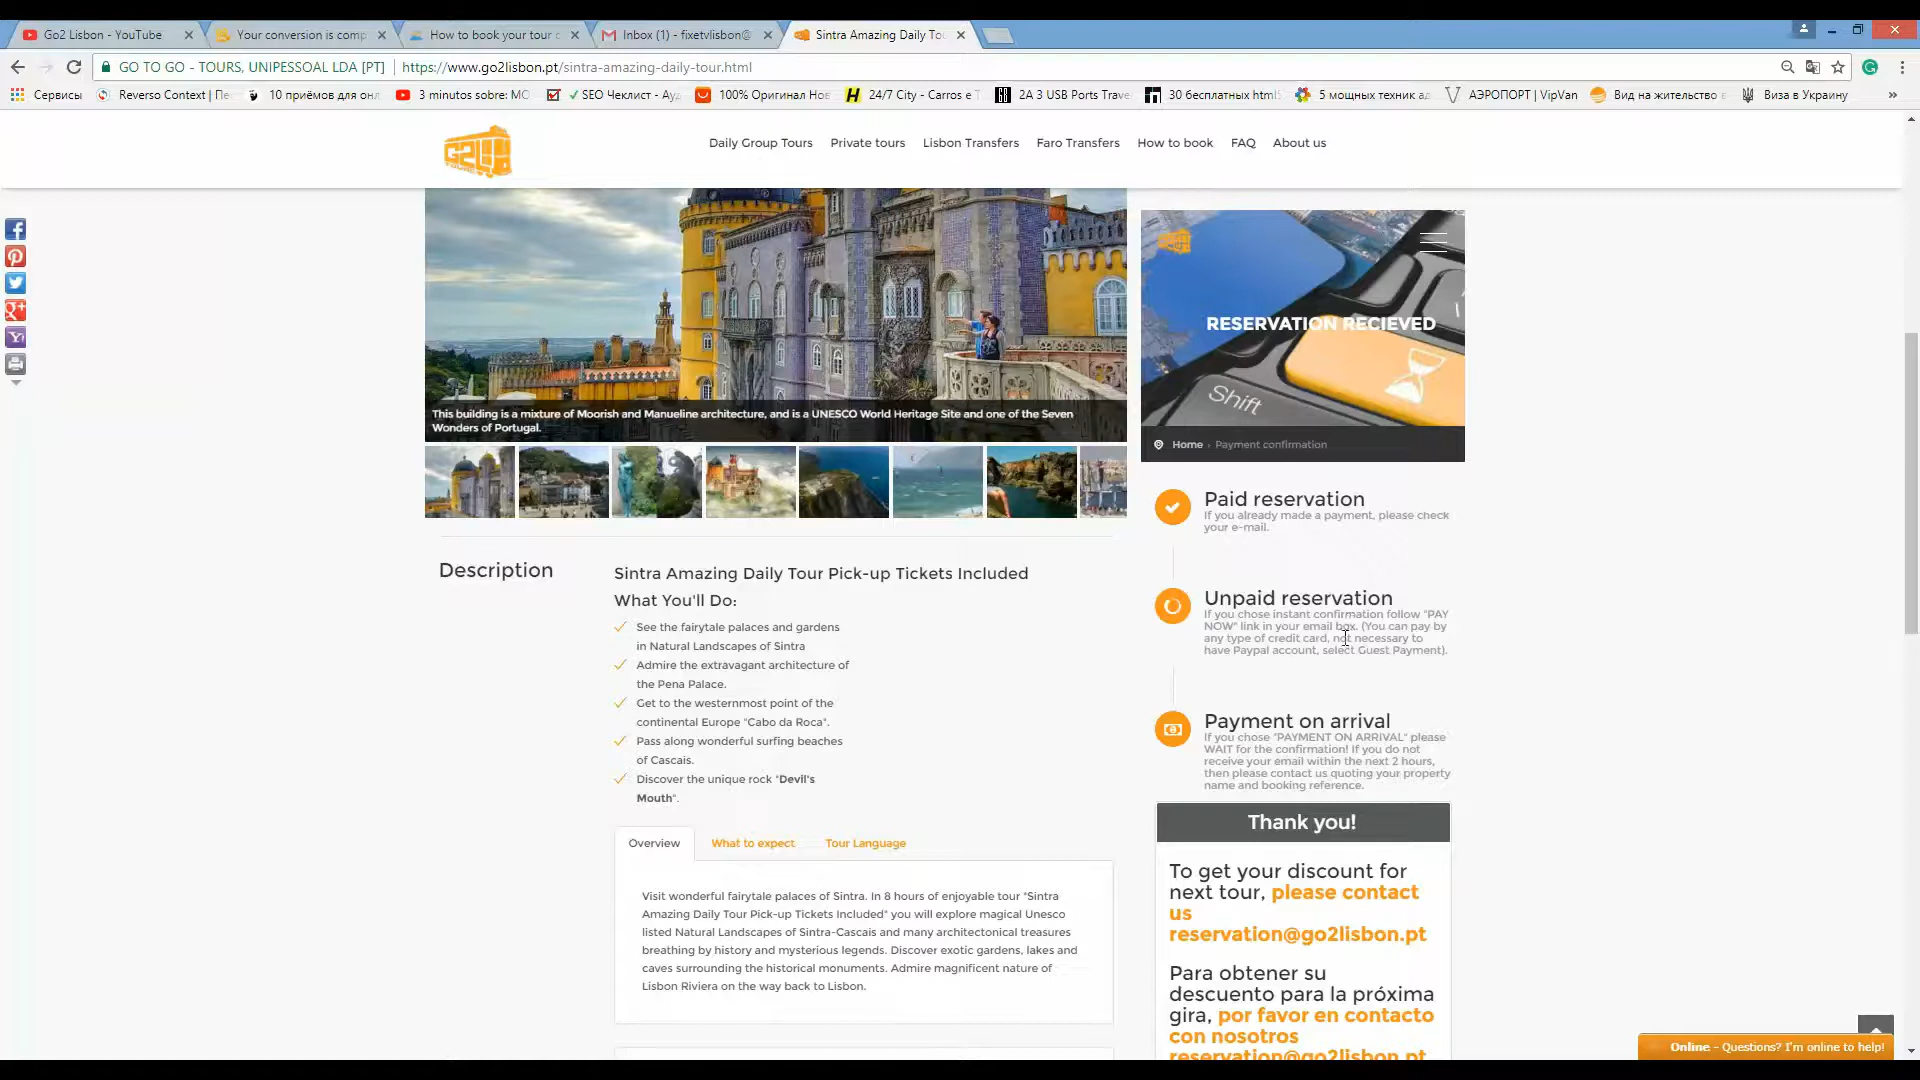 Go2 Lisbon - YouTube
Your conversion is comp
How to book your tour
Inbox (1) - fixetvlisbon@
Sintra Amazing Daily To
GO TO GO - TOURS, UNIPESSOAL LDA [PT]
https://www.go2lisbon.pt/sintra-amazing-daily-tour.html
Сервисы
Reverso Context | Пе
10 приёмов для онл
3 minutos sobre: MO
✓ SEO Чеклист - Ау
100% Оригинал Нов
24/7 City - Carros e T
2A 3 USB Ports Trave
30 бесплатных html
5 мощных техник ад
АЭРОПОРТ | VipVan
Вид на жительство
Виза в Украину
»
G2LIB
Daily Group Tours
Private tours
Lisbon Transfers
Faro Transfers
How to book
FAQ
About us
This building is a mixture of Moorish and Manueline architecture, and is a UNESCO World Heritage Site and one of the Seven
Wonders of Portugal.
Description
Sintra Amazing Daily Tour Pick-up Tickets Included
What You'll Do:
See the fairytale palaces and gardens
in Natural Landscapes of Sintra
Admire the extravagant architecture of
the Pena Palace.
Get to the westernmost point of the
continental Europe "Cabo da Roca".
Pass along wonderful surfing beaches
of Cascais.
Discover the unique rock "Devil's
Mouth".
Overview
What to expect
Tour Language
Visit wonderful fairytale palaces of Sintra. In 8 hours of enjoyable tour "Sintra
Amazing Daily Tour Pick-up Tickets Included" you will explore magical Unesco
listed Natural Landscapes of Sintra-Cascais and many architectonical treasures
breathing by history and mysterious legends. Discover exotic gardens, lakes and
caves surrounding the historical monuments. Admire magnificent nature of
Lisbon Riviera on the way back to Lisbon.
RESERVATION RECIEVED
Shift
Home › Payment confirmation
Paid reservation
If you already made a payment, please check
your e-mail.
Unpaid reservation
If you chose instant confirmation follow "PAY
NOW" link in your email box. (You can pay by
any type of credit card, not necessary to
have Paypal account, select Guest Payment).
Payment on arrival
If you chose "PAYMENT ON ARRIVAL" please
WAIT for the confirmation! If you do not
receive your email within the next 2 hours,
then please contact us quoting your property
name and booking reference.
Thank you!
To get your discount for
next tour, please contact
us
reservation@go2lisbon.pt
Para obtener su
descuento para la próxima
gira, por favor en contacto
con nosotros
reservation@go2lisbon.pt
Online - Questions? I'm online to help!